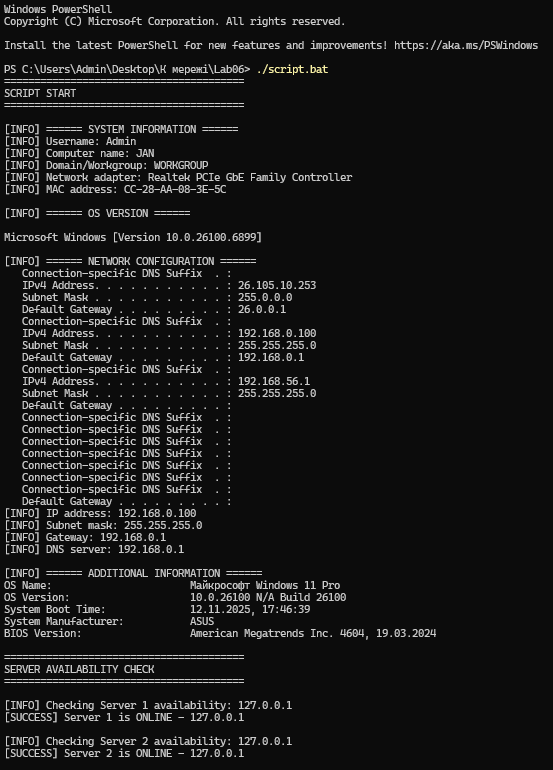 Windows PowerShell
Copyright (C) Microsoft Corporation. All rights reserved.
Install the latest PowerShell for new features and improvements! https://aka.ms/PSWindows
PS C:\Users\Admin\Desktop\К мережі\Lab06> ./script.bat
========================================
SCRIPT START
========================================
[INFO] ====== SYSTEM INFORMATION ======
[INFO] Username: Admin
[INFO] Computer name: JAN
[INFO] Domain/Workgroup: WORKGROUP
[INFO] Network adapter: Realtek PCIe GbE Family Controller
[INFO] MAC address: CC-28-AA-08-3E-5C
[INFO] ====== OS VERSION ======
Microsoft Windows [Version 10.0.26100.6899]
[INFO] ====== NETWORK CONFIGURATION ======
Connection-specific DNS Suffix  . :
IPv4 Address. . . . . . . . . . . : 26.105.10.253
Subnet Mask . . . . . . . . . . . : 255.0.0.0
Default Gateway . . . . . . . . . : 26.0.0.1
Connection-specific DNS Suffix  . :
IPv4 Address. . . . . . . . . . . : 192.168.0.100
Subnet Mask . . . . . . . . . . . : 255.255.255.0
Default Gateway . . . . . . . . . : 192.168.0.1
Connection-specific DNS Suffix  . :
IPv4 Address. . . . . . . . . . . : 192.168.56.1
Subnet Mask . . . . . . . . . . . : 255.255.255.0
Default Gateway . . . . . . . . . :
Connection-specific DNS Suffix  . :
Connection-specific DNS Suffix  . :
Connection-specific DNS Suffix  . :
Connection-specific DNS Suffix  . :
Connection-specific DNS Suffix  . :
Connection-specific DNS Suffix  . :
Connection-specific DNS Suffix  . :
Default Gateway . . . . . . . . . :
[INFO] IP address: 192.168.0.100
[INFO] Subnet mask: 255.255.255.0
[INFO] Gateway: 192.168.0.1
[INFO] DNS server: 192.168.0.1
[INFO] ====== ADDITIONAL INFORMATION ======
OS Name:                       Майкрософт Windows 11 Pro
OS Version:                    10.0.26100 N/A Build 26100
System Boot Time:              12.11.2025, 17:46:39
System Manufacturer:           ASUS
BIOS Version:                  American Megatrends Inc. 4604, 19.03.2024
========================================
SERVER AVAILABILITY CHECK
========================================
[INFO] Checking Server 1 availability: 127.0.0.1
[SUCCESS] Server 1 is ONLINE - 127.0.0.1
[INFO] Checking Server 2 availability: 127.0.0.1
[SUCCESS] Server 2 is ONLINE - 127.0.0.1